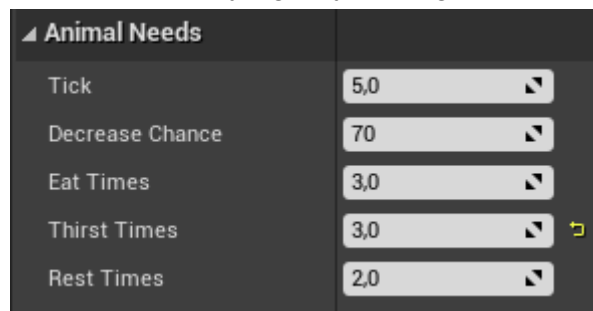 Animal Needs
Tick 5,0
Decrease Chance 70
Eat Times 3,0
Thirst Times 3,0
Rest Times 2,0